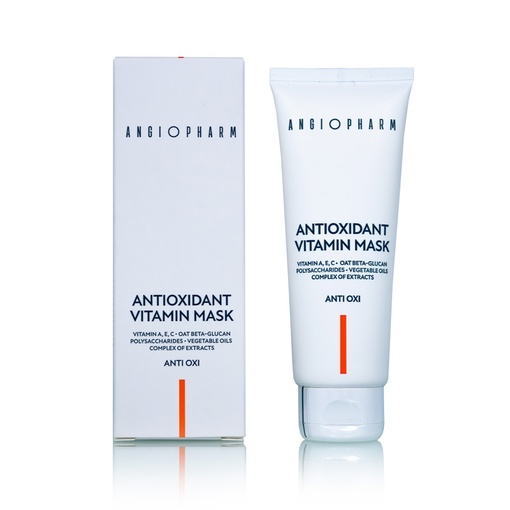 ANGIOPHARM
ANTIOXIDANT
VITAMIN MASK
VITAMIN A, E, C • OAT BETA-GLUCAN
POLYSACCHARIDES • VEGETABLE OILS
COMPLEX OF EXTRACTS
ANTI OXI
ANGIOPHARM
ANTIOXIDANT
VITAMIN MASK
VITAMIN A, E, C • OAT BETA-GLUCAN
POLYSACCHARIDES • VEGETABLE OILS
COMPLEX OF EXTRACTS
ANTI OXI